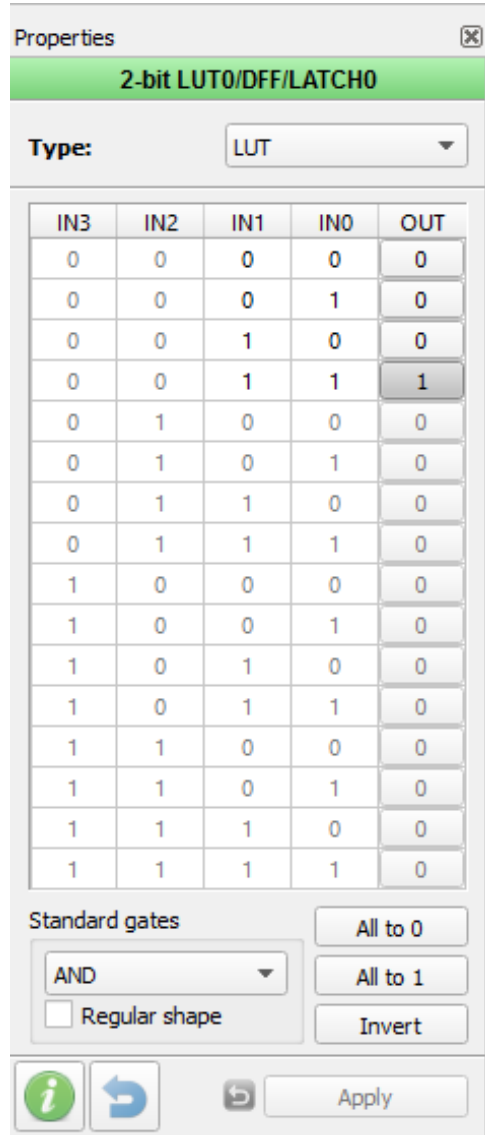 Properties
2-bit LUT0/DFF/LATCH0
Type: LUT
IN3 IN2 IN1 IN0 OUT
0 0 0 0 0
0 0 0 1 0
0 0 1 0 0
0 0 1 1 1
0 1 0 0 0
0 1 0 1 0
0 1 1 0 0
0 1 1 1 0
1 0 0 0 0
1 0 0 1 0
1 0 1 0 0
1 0 1 1 0
1 1 0 0 0
1 1 0 1 0
1 1 1 0 0
1 1 1 1 0
Standard gates
All to 0
AND
All to 1
Regular shape
Invert
i
Apply